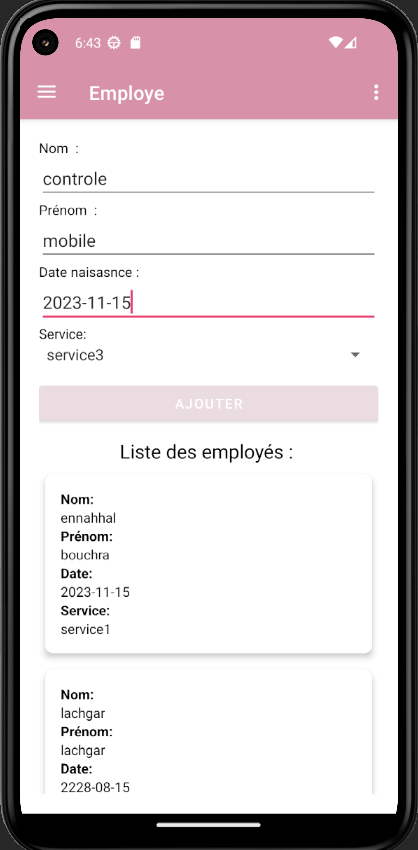 6:43
Employe
Nom :
controle
Prénom :
mobile
Date naisasnce :
2023-11-15
Service:
service3
AJOUTER
Liste des employés :
Nom:
ennahhal
Prénom:
bouchra
Date:
2023-11-15
Service:
service1
Nom:
lachgar
Prénom:
lachgar
Date:
2228-08-15